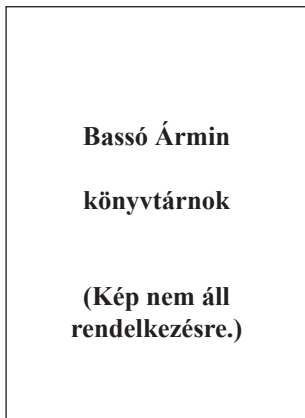 Bassó Ármin
könyvtárnok
(Kép nem áll
rendelkezésre.)